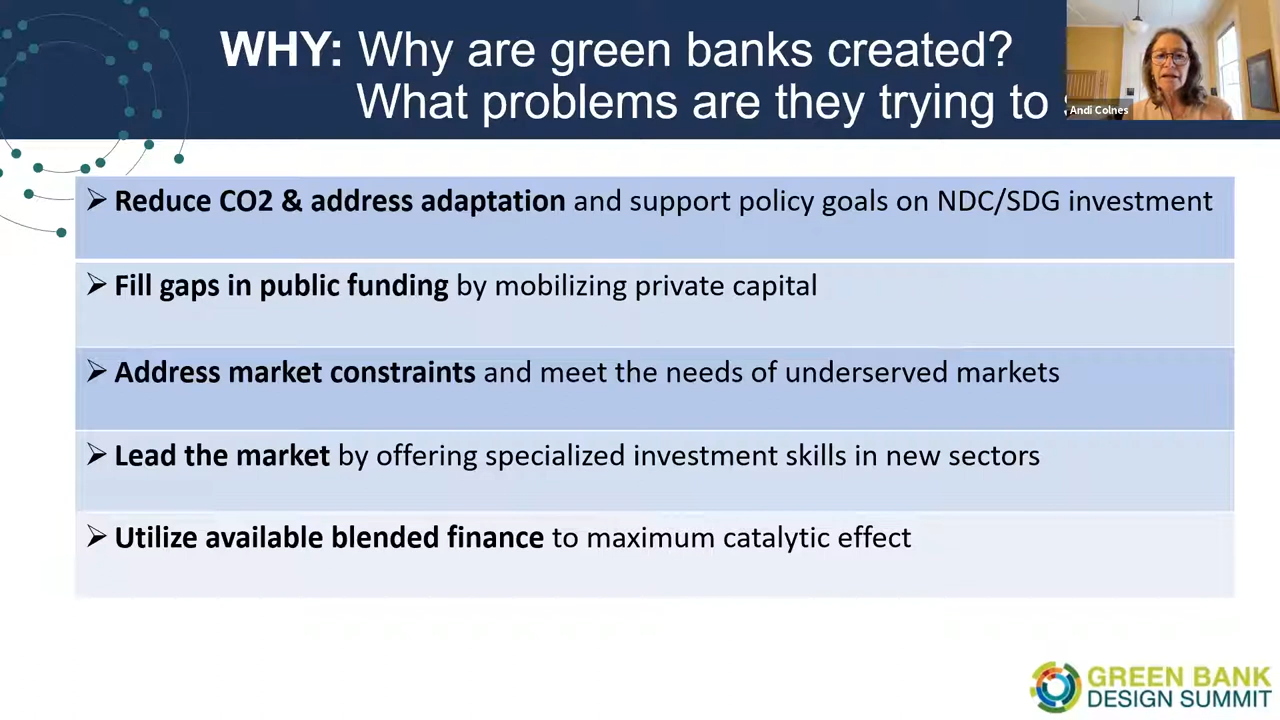 WHY: Why are green banks created?
What problems are they trying to
Andi Colnes
➢ Reduce CO2 & address adaptation and support policy goals on NDC/SDG investment
➢ Fill gaps in public funding by mobilizing private capital
➢ Address market constraints and meet the needs of underserved markets
➢ Lead the market by offering specialized investment skills in new sectors
➢ Utilize available blended finance to maximum catalytic effect
GREEN BANK
DESIGN SUMMIT